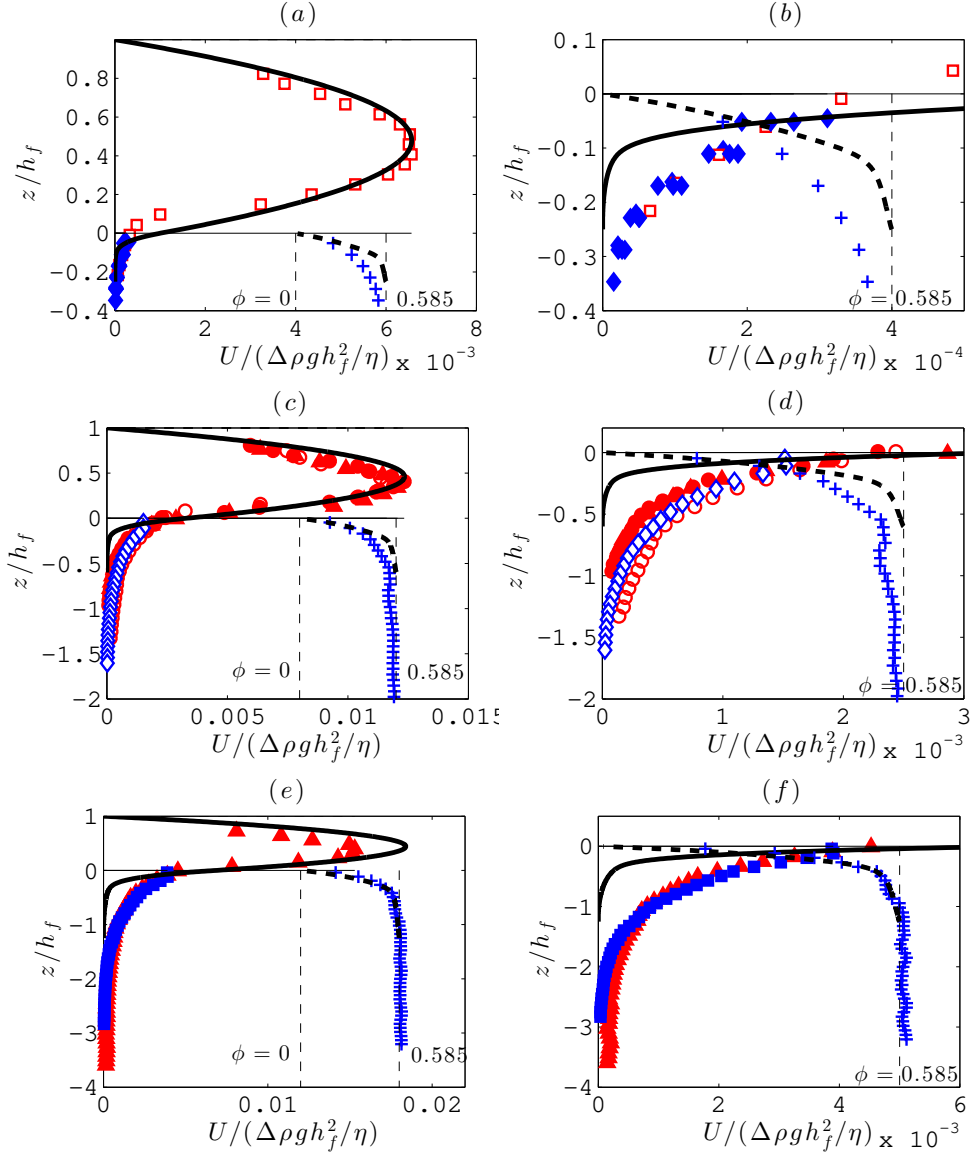 (a)
z/h_f
0.8
0.6
0.4
0.2
0
-0.2
-0.4
ϕ = 0
0.585
0 2 4 6 8
U/(Δρgh_f^2/η) x 10^-3
(b)
z/h_f
0.1
0
-0.1
-0.2
-0.3
-0.4
ϕ = 0.585
0 2 4
U/(Δρgh_f^2/η) x 10^-4
(c)
z/h_f
1
0.5
0
-0.5
-1
-1.5
-2
ϕ = 0
0.585
0 0.005 0.01 0.015
U/(Δρgh_f^2/η)
(d)
z/h_f
0
-0.5
-1
-1.5
-2
ϕ = 0.585
0 1 2 3
U/(Δρgh_f^2/η) x 10^-3
(e)
z/h_f
1
0
-1
-2
-3
-4
ϕ = 0
0.585
0 0.01 0.02
U/(Δρgh_f^2/η)
(f)
z/h_f
0
-1
-2
-3
-4
ϕ = 0.585
0 2 4 6
U/(Δρgh_f^2/η) x 10^-3